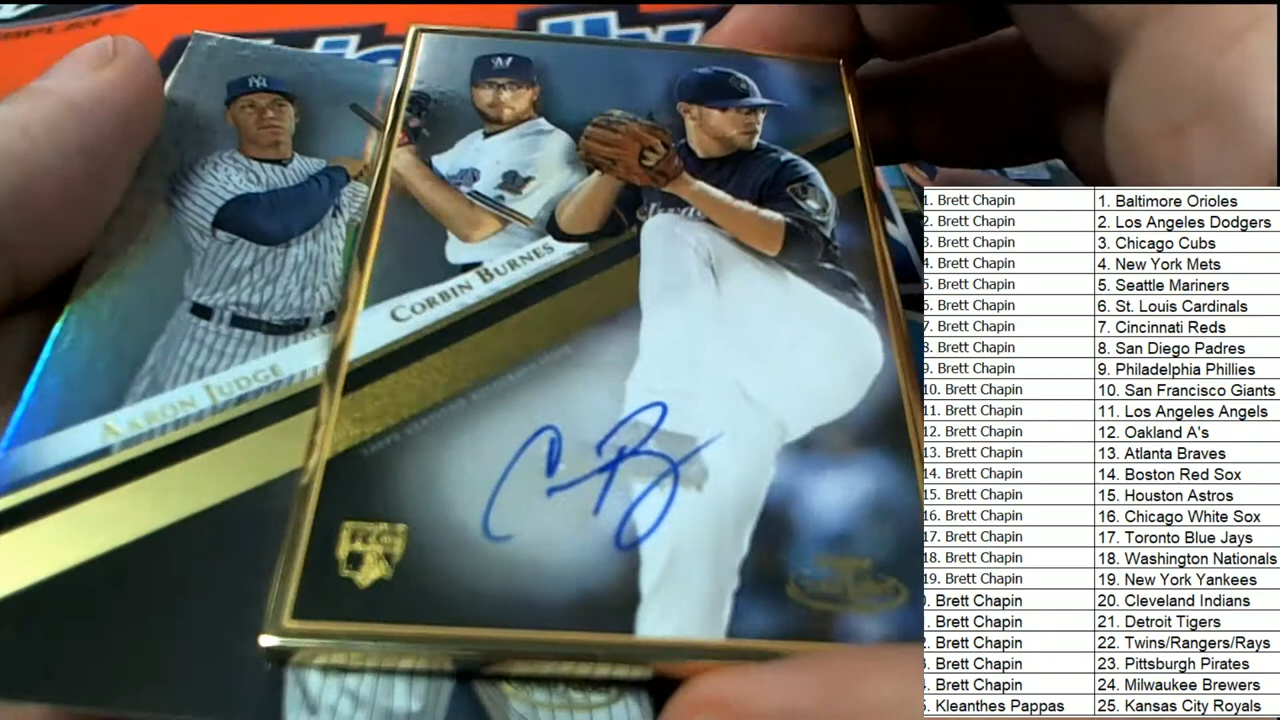 AARON JUDGE
CORBIN BURNES
RC
1. Brett Chapin 1. Baltimore Orioles
2. Brett Chapin 2. Los Angeles Dodgers
3. Brett Chapin 3. Chicago Cubs
4. Brett Chapin 4. New York Mets
5. Brett Chapin 5. Seattle Mariners
6. Brett Chapin 6. St. Louis Cardinals
7. Brett Chapin 7. Cincinnati Reds
8. Brett Chapin 8. San Diego Padres
9. Brett Chapin 9. Philadelphia Phillies
10. Brett Chapin 10. San Francisco Giants
11. Brett Chapin 11. Los Angeles Angels
12. Brett Chapin 12. Oakland A's
13. Brett Chapin 13. Atlanta Braves
14. Brett Chapin 14. Boston Red Sox
15. Brett Chapin 15. Houston Astros
16. Brett Chapin 16. Chicago White Sox
17. Brett Chapin 17. Toronto Blue Jays
18. Brett Chapin 18. Washington Nationals
19. Brett Chapin 19. New York Yankees
. Brett Chapin 20. Cleveland Indians
. Brett Chapin 21. Detroit Tigers
. Brett Chapin 22. Twins/Rangers/Rays
. Brett Chapin 23. Pittsburgh Pirates
. Brett Chapin 24. Milwaukee Brewers
. Kleanthes Pappas 25. Kansas City Royals